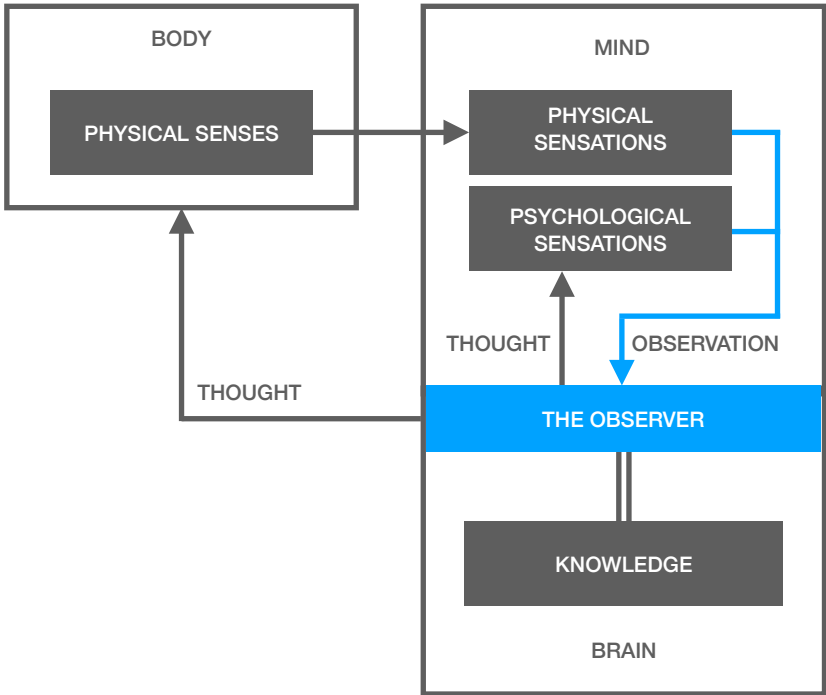 BODY
MIND
PHYSICAL SENSES
PHYSICAL
SENSATIONS
PSYCHOLOGICAL
SENSATIONS
THOUGHT
OBSERVATION
THOUGHT
THE OBSERVER
KNOWLEDGE
BRAIN